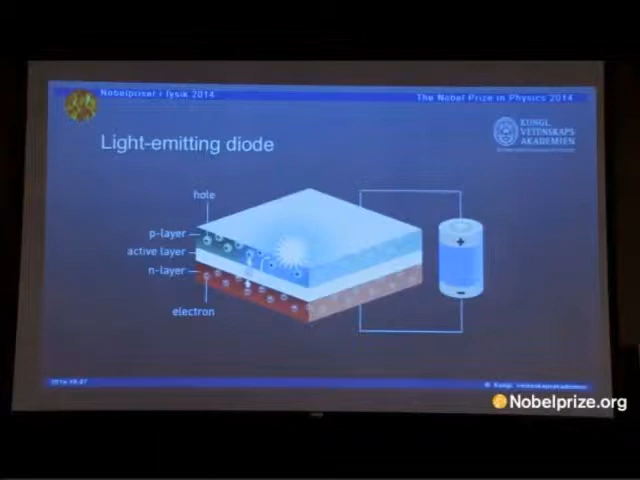 Nobelpriset i fysik 2014
The Nobel Prize in Physics 2014
KUNGL.
VETENSKAPS
AKADEMIEN
Light-emitting diode
hole
p-layer
active layer
n-layer
electron
+
-
Nobelprize.org